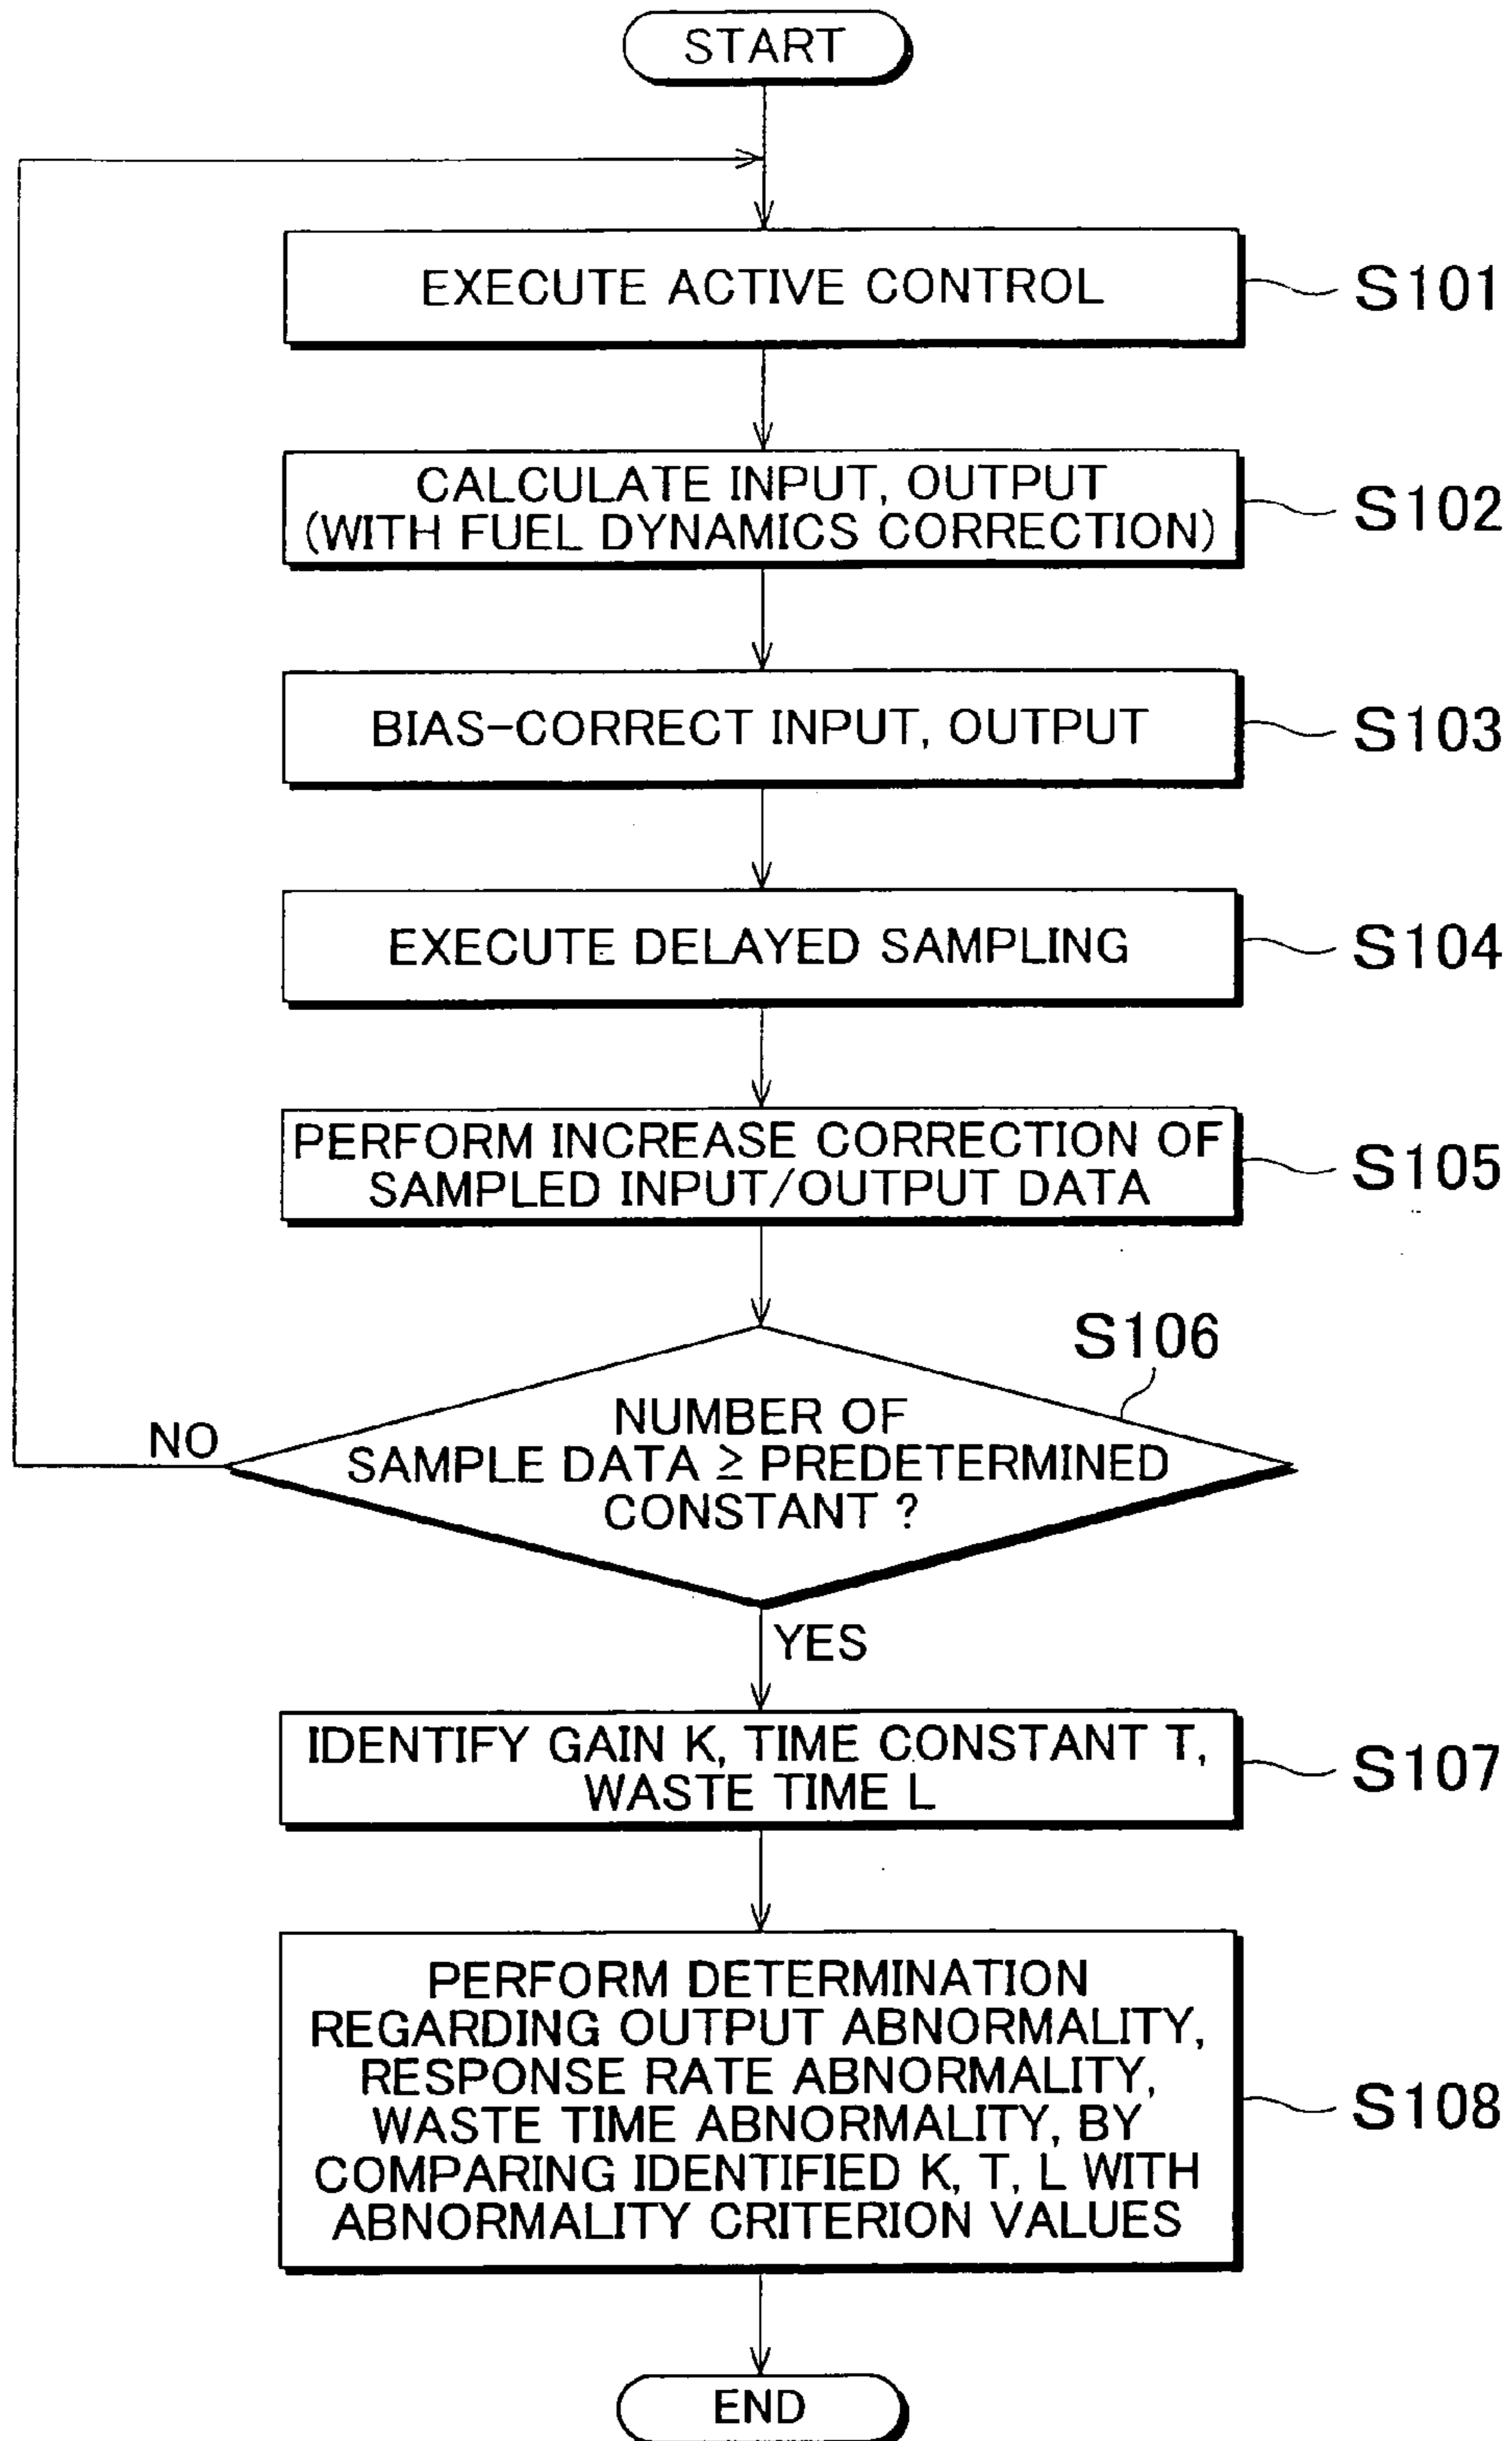 START
EXECUTE ACTIVE CONTROL
S101
CALCULATE INPUT, OUTPUT
(WITH FUEL DYNAMICS CORRECTION)
S102
BIAS-CORRECT INPUT, OUTPUT
S103
EXECUTE DELAYED SAMPLING
S104
PERFORM INCREASE CORRECTION OF
SAMPLED INPUT/OUTPUT DATA
S105
S106
NUMBER OF
SAMPLE DATA ≥ PREDETERMINED
CONSTANT ?
NO
YES
IDENTIFY GAIN K, TIME CONSTANT T,
WASTE TIME L
S107
PERFORM DETERMINATION
REGARDING OUTPUT ABNORMALITY,
RESPONSE RATE ABNORMALITY,
WASTE TIME ABNORMALITY, BY
COMPARING IDENTIFIED K, T, L WITH
ABNORMALITY CRITERION VALUES
S108
END